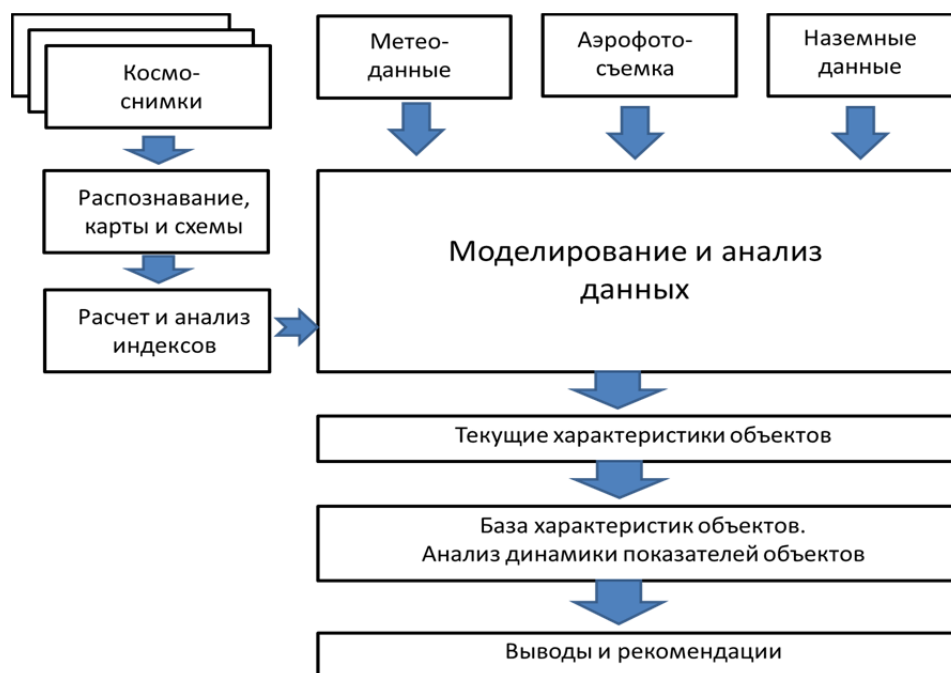 Космо-
снимки
Метео-
данные
Аэрофото-
съемка
Наземные
данные
Распознавание,
карты и схемы
Расчет и анализ
индексов
Моделирование и анализ
данных
Текущие характеристики объектов
База характеристик объектов.
Анализ динамики показателей объектов
Выводы и рекомендации